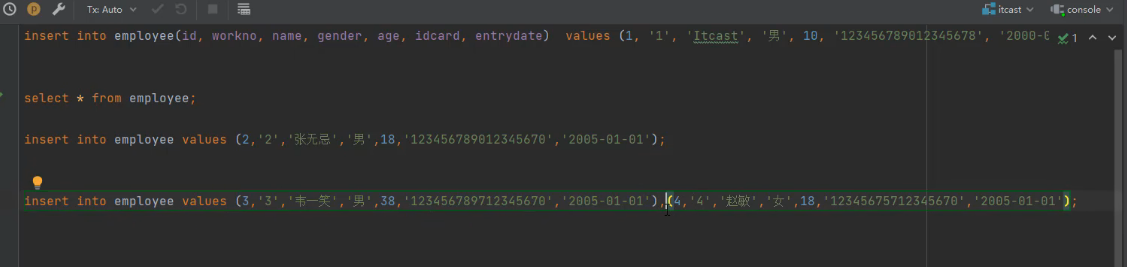 Tx: Auto
itcast
console
insert into employee(id, workno, name, gender, age, idcard, entrydate)  values (1, '1', 'Itcast', '男', 10, '123456789012345678', '2000-0
1
select * from employee;
insert into employee values (2,'2','张无忌','男',18,'123456789012345670','2005-01-01');
insert into employee values (3,'3','韦一笑','男',38,'123456789712345670','2005-01-01'),(4,'4','赵敏','女',18,'123456757123​45670','2005-01-01');